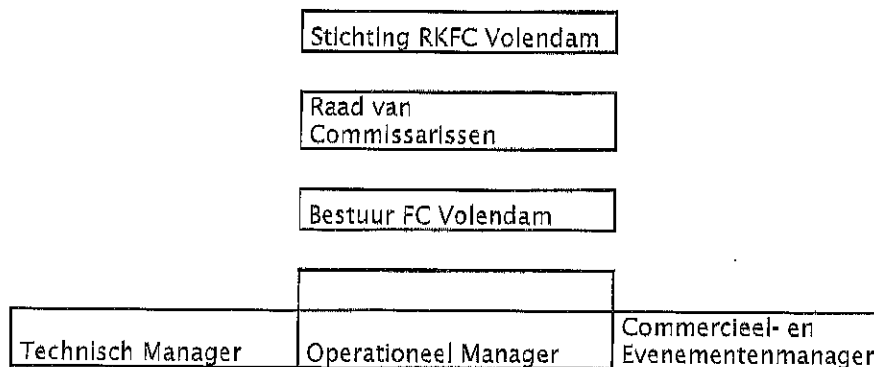 Stichting RKFC Volendam
Raad van
Commissarissen
Bestuur FC Volendam
Technisch Manager
Operationeel Manager
Commercieel- en
Evenementenmanager